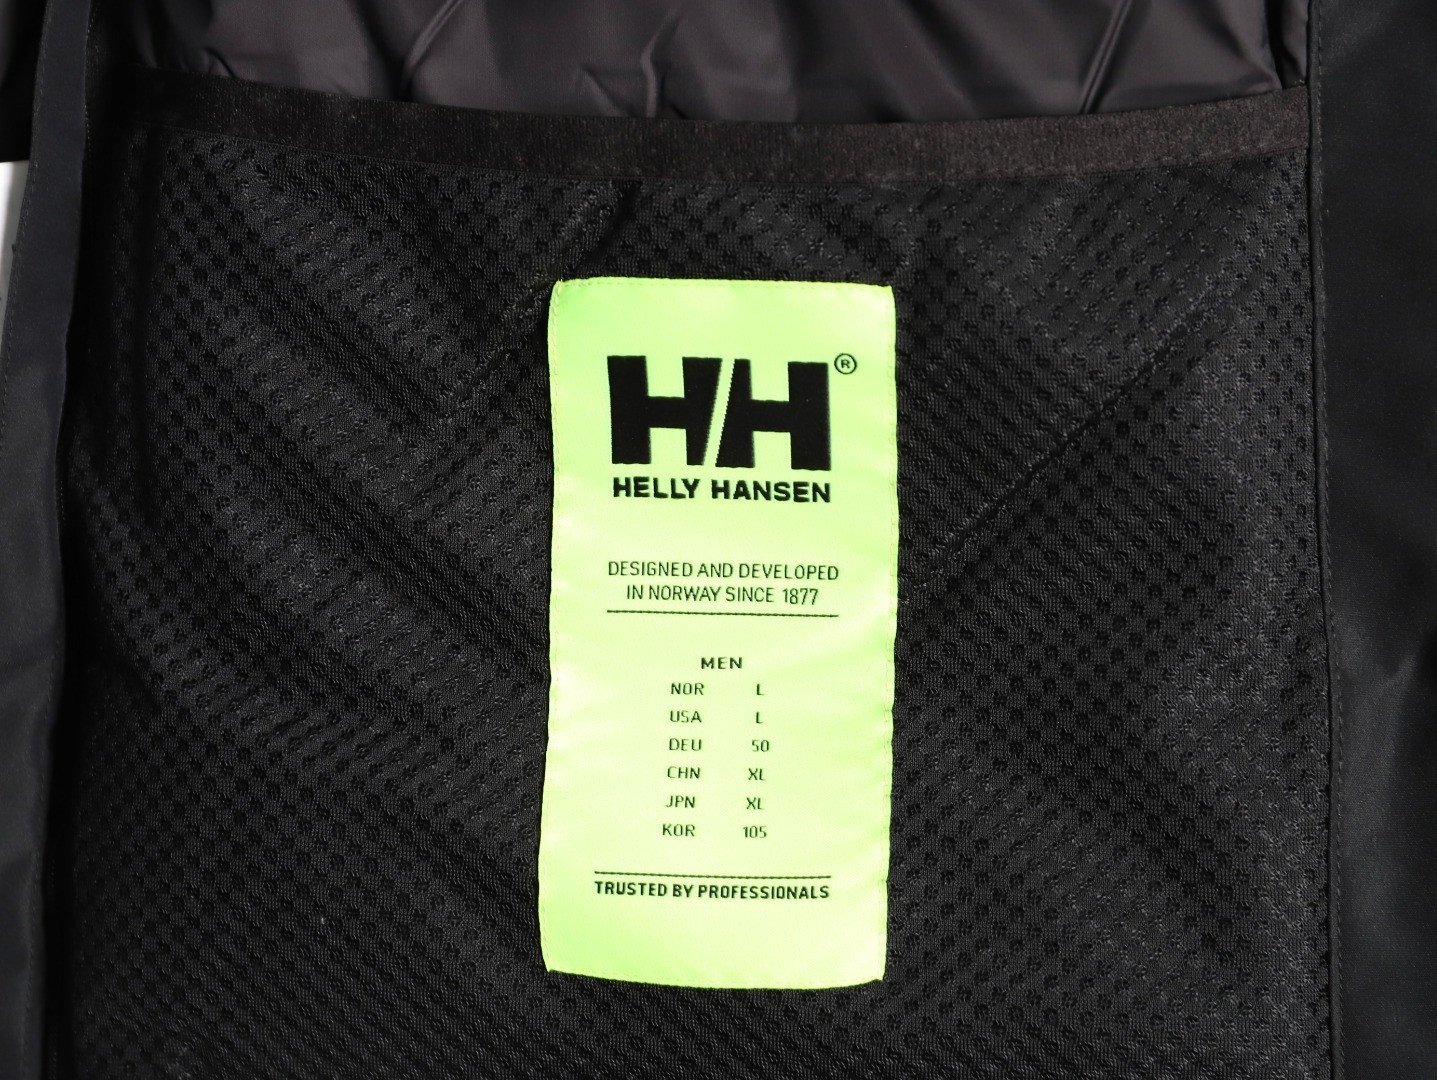 H/H®
HELLY HANSEN
DESIGNED AND DEVELOPED
IN NORWAY SINCE 1877
MEN
NOR L
USA L
DEU 50
CHN XL
JPN XL
KOR 105
TRUSTED BY PROFESSIONALS